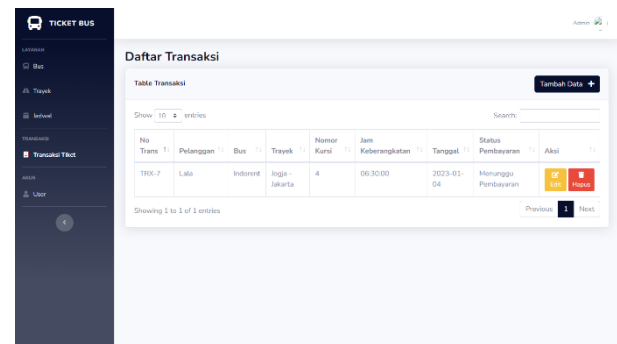 TICKET BUS
Admin
LAYANAN
Bus
Trayek
Jadwal
TRANSAKSI
Transaksi Tiket
AKUN
User
Daftar Transaksi
Table Transaksi
Tambah Data +
Show 10 entries
Search:
No Trans Pelanggan Bus Trayek Nomor Kursi Jam Keberangkatan Tanggal Status Pembayaran Aksi
TRX-7 Lala Indorent Jogja - Jakarta 4 06:30:00 2023-01-04 Menunggu Pembayaran Edit Hapus
Showing 1 to 1 of 1 entries
Previous 1 Next